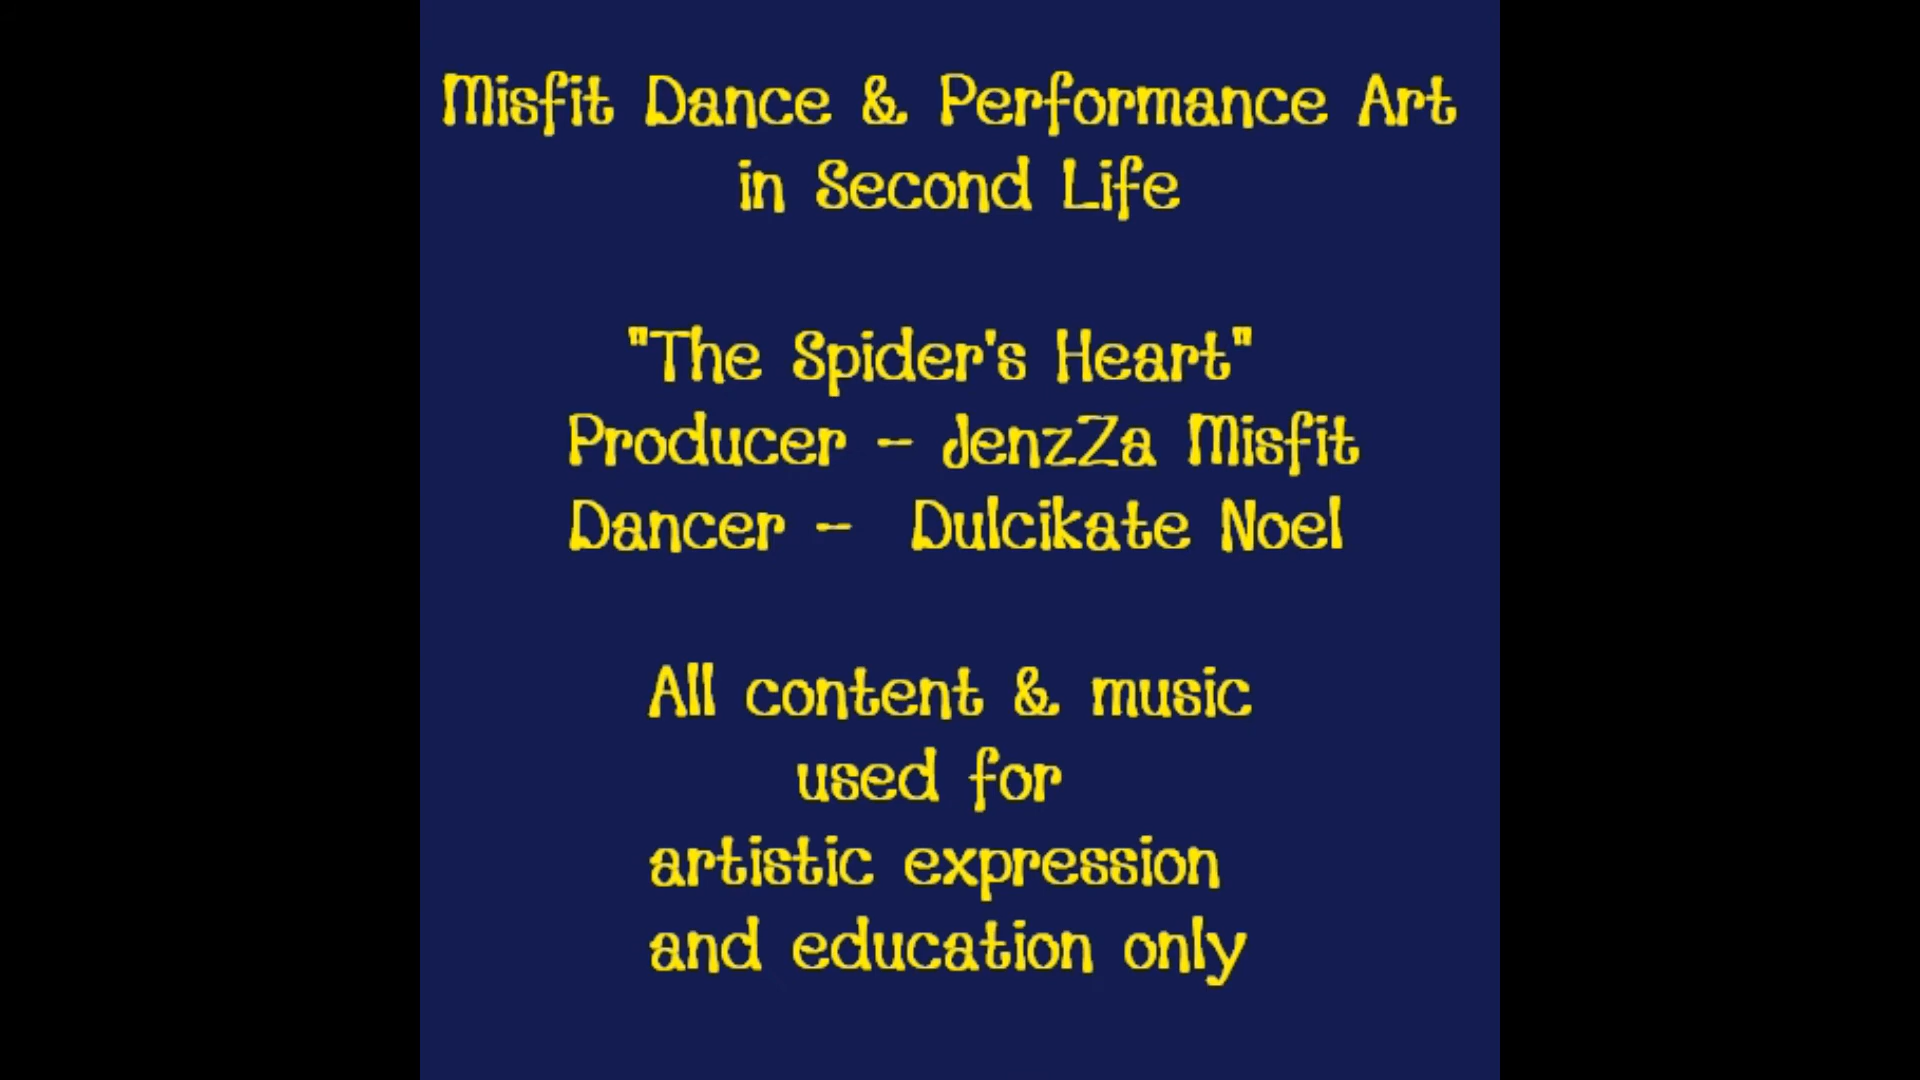 Misfit Dance & Performance Art
in Second Life
"The Spider's Heart"
Producer - JenzZa Misfit
Dancer - Dulcikate Noel
All content & music
used for
artistic expression
and education only